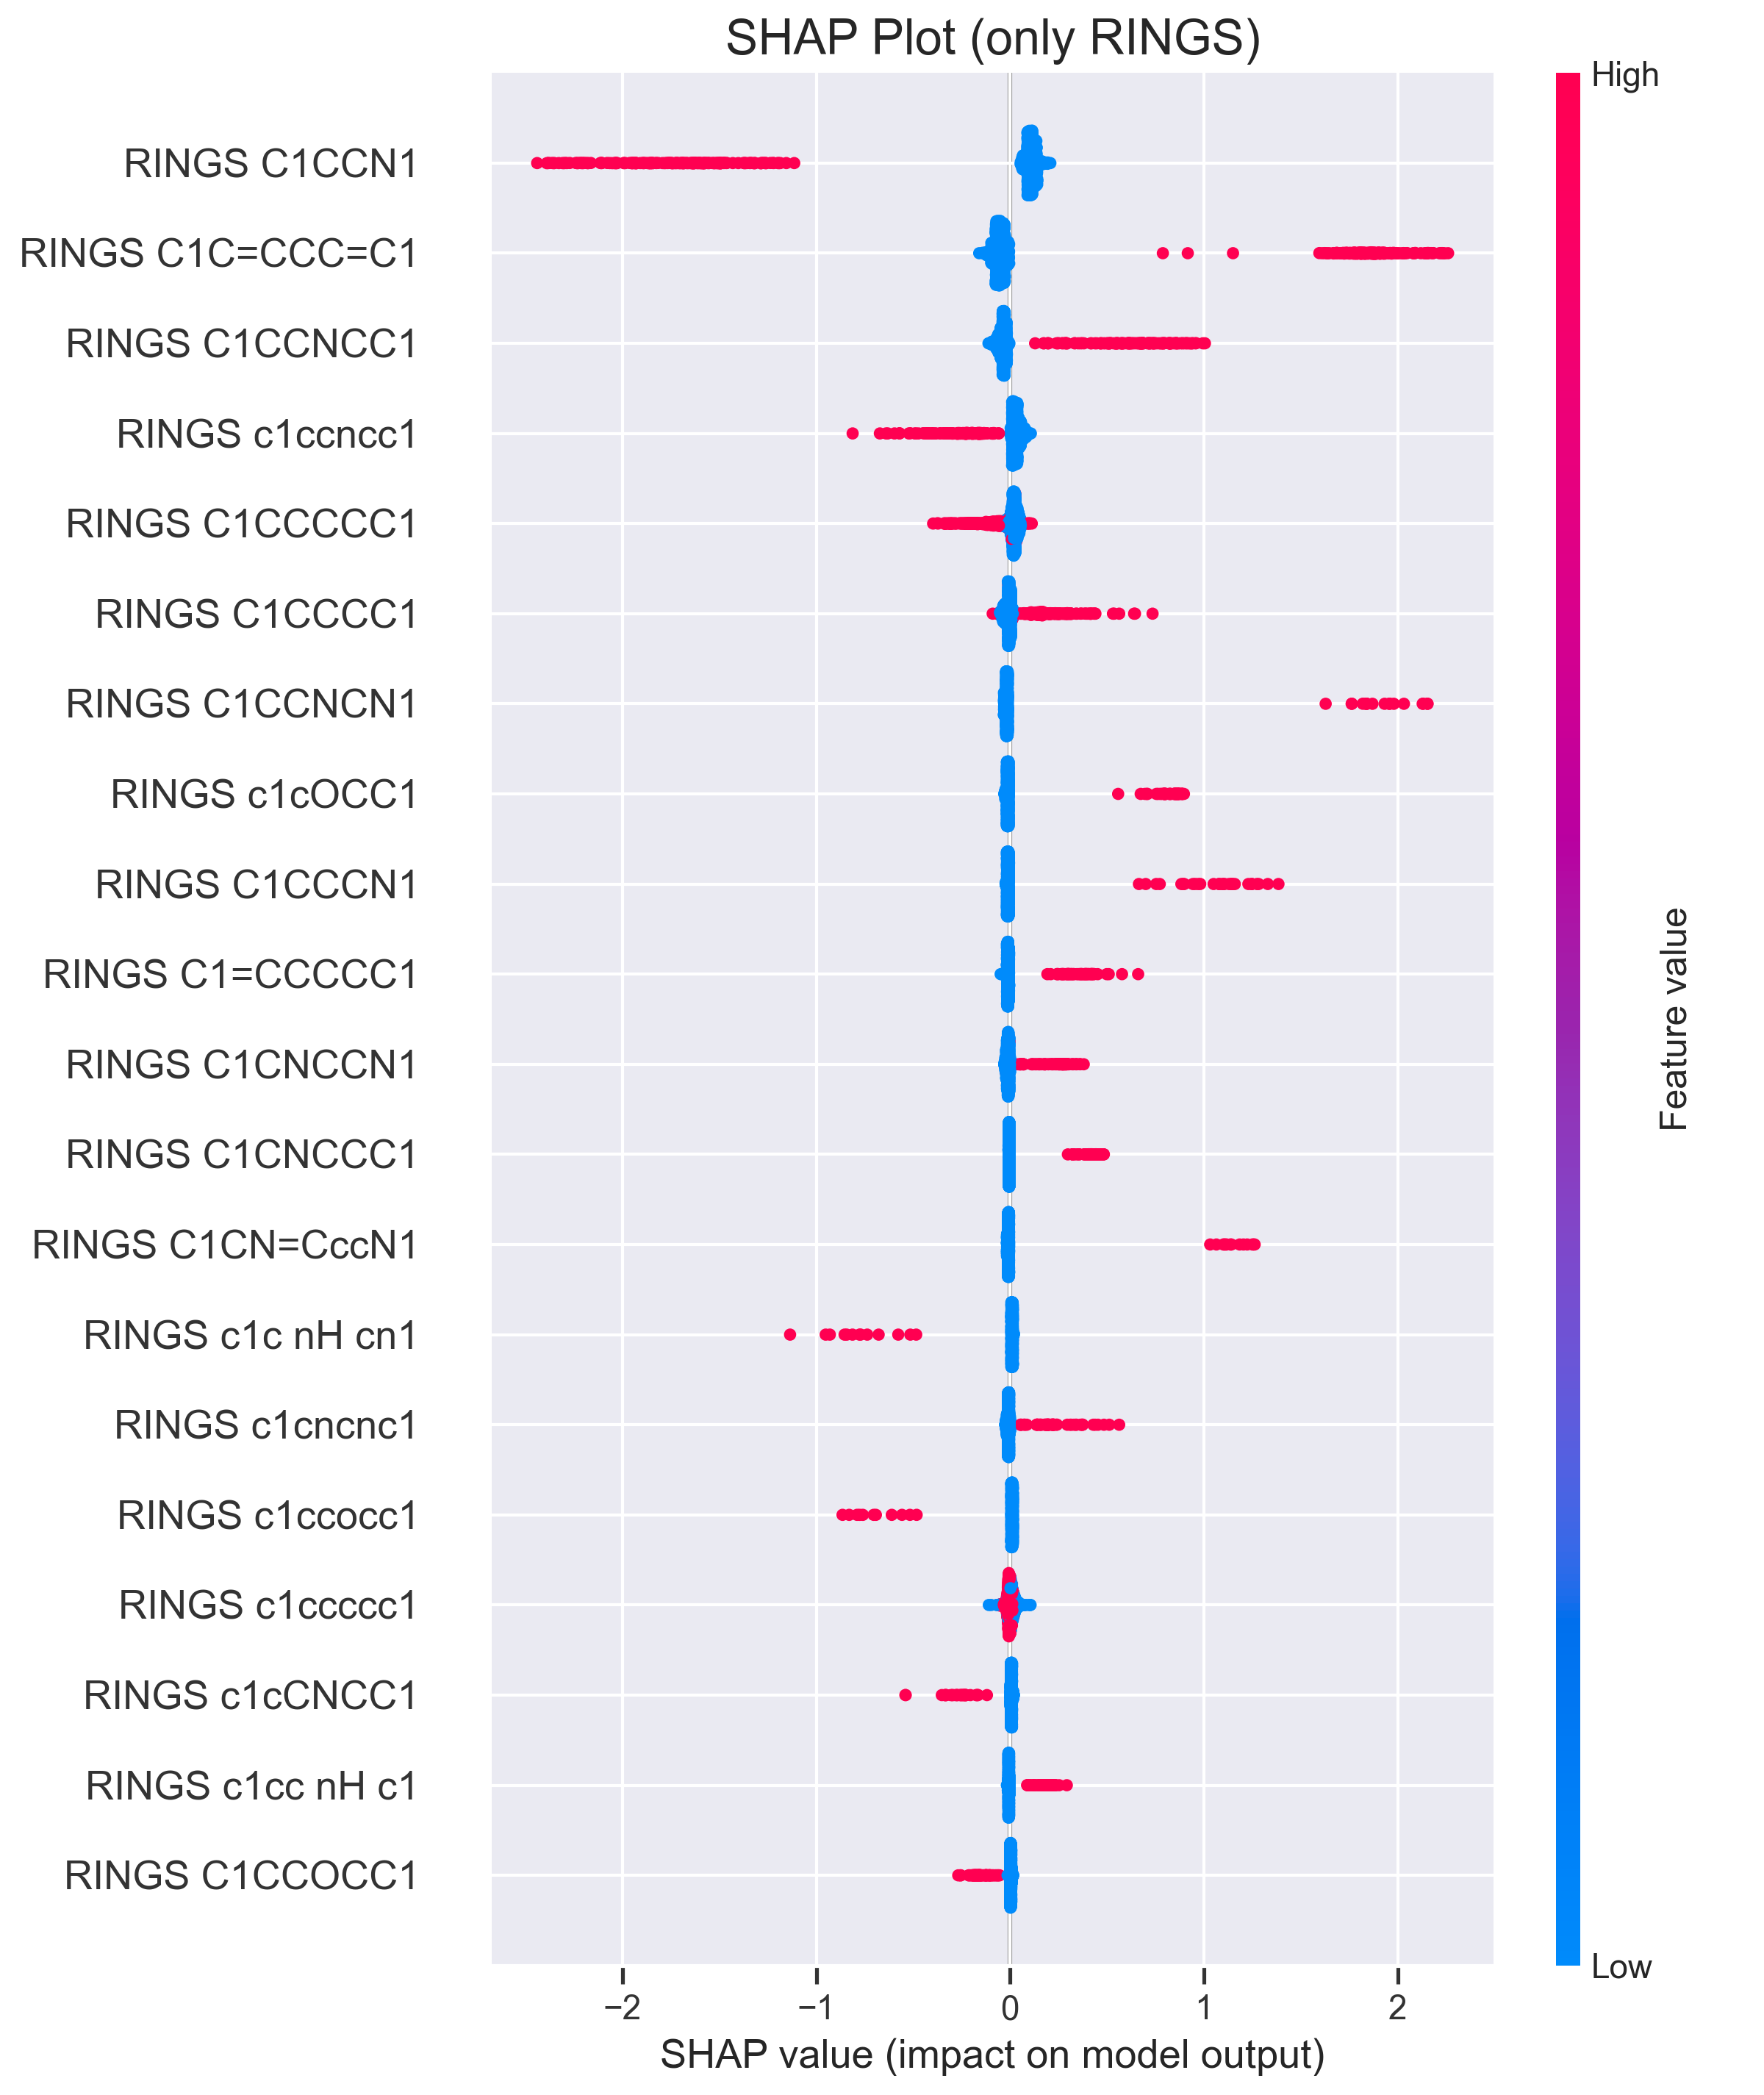 SHAP Plot (only RINGS)
High
RINGS C1CCN1
RINGS C1C=CCC=C1
RINGS C1CCNCC1
RINGS c1ccncc1
RINGS C1CCCCC1
RINGS C1CCCC1
RINGS C1CCNCN1
RINGS c1cOCC1
RINGS C1CCCN1
RINGS C1=CCCCC1
RINGS C1CNCCN1
RINGS C1CNCCC1
RINGS C1CN=CccN1
RINGS c1c nH cn1
RINGS c1cncnc1
RINGS c1ccocc1
RINGS c1ccccc1
RINGS c1cCNCC1
RINGS c1cc nH c1
RINGS C1CCOCC1
Feature value
Low
−2 −1 0 1 2
SHAP value (impact on model output)